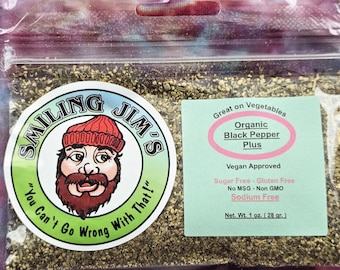 SMILING JIM'S
"You Can't Go Wrong With That!"
Great on Vegetables
Organic
Black Pepper
Plus
Vegan Approved
Sugar Free - Gluten Free
No MSG - Non GMO
Sodium Free
Net. Wt. 1 oz. ( 28 gr. )